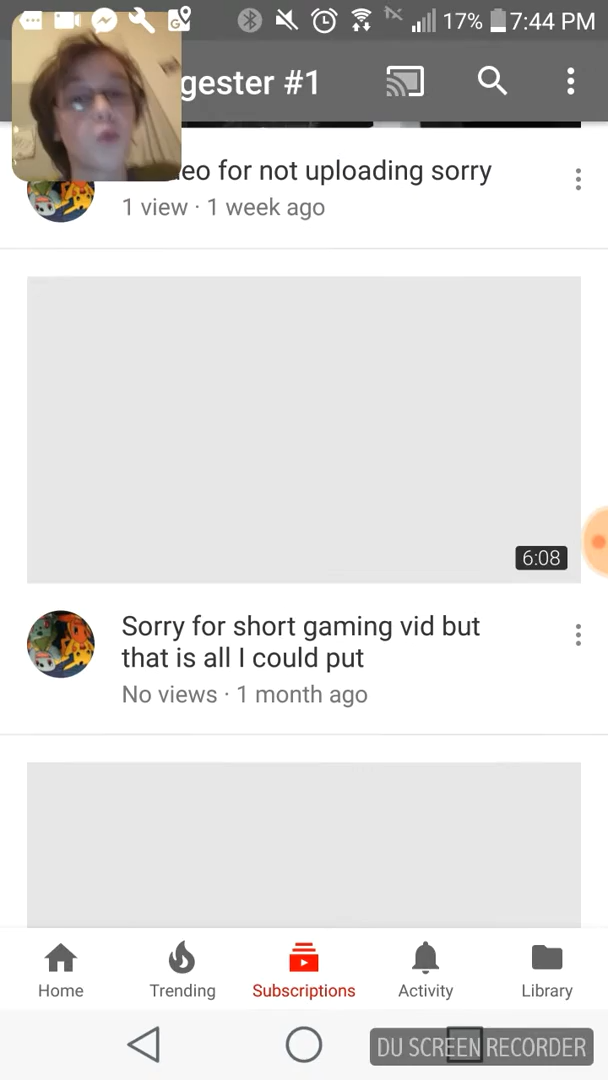 17% 7:44 PM
gester #1
eo for not uploading sorry
1 view · 1 week ago
6:08
Sorry for short gaming vid but
that is all I could put
No views · 1 month ago
Home Trending Subscriptions Activity Library
DU SCREEN RECORDER